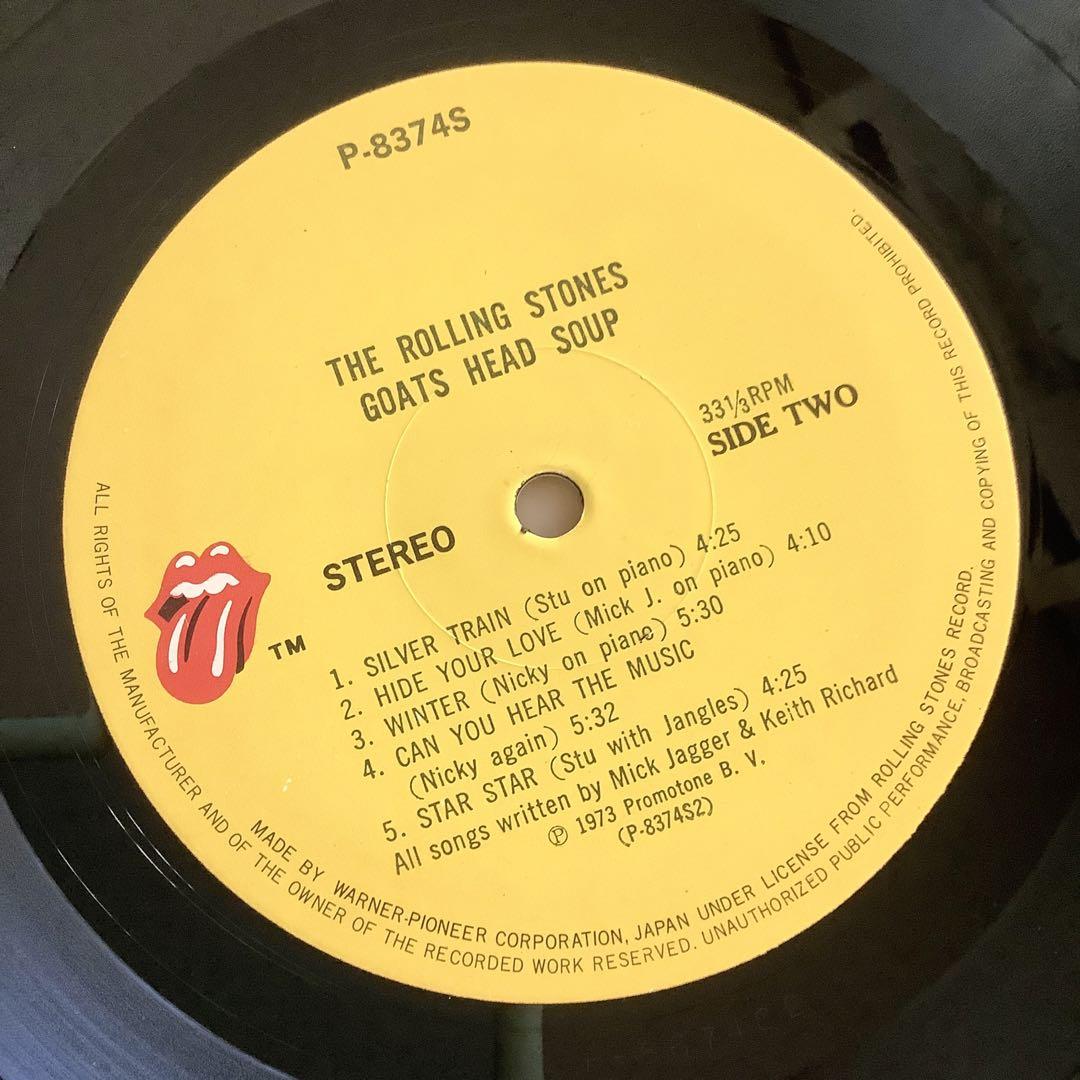 P-8374S
THE ROLLING STONES
GOATS HEAD SOUP
33 1/3 RPM
SIDE TWO
STEREO
TM
1. SILVER TRAIN (Stu on piano) 4:25
2. HIDE YOUR LOVE (Mick J. on piano) 4:10
3. WINTER (Nicky on piano) 5:30
4. CAN YOU HEAR THE MUSIC
(Nicky again) 5:32
5. STAR STAR (Stu with Jangles) 4:25
All songs written by Mick Jagger & Keith Richard
Ⓟ 1973 Promotone B. V.
(P-8374S2)
MADE BY WARNER-PIONEER CORPORATION, JAPAN UNDER LICENSE FROM ROLLING STONES RECORD.
ALL RIGHTS OF THE MANUFACTURER AND OF THE OWNER OF THE RECORDED WORK RESERVED. UNAUTHORIZED PUBLIC PERFORMANCE, BROADCASTING AND COPYING OF THIS RECORD PROHIBITED.